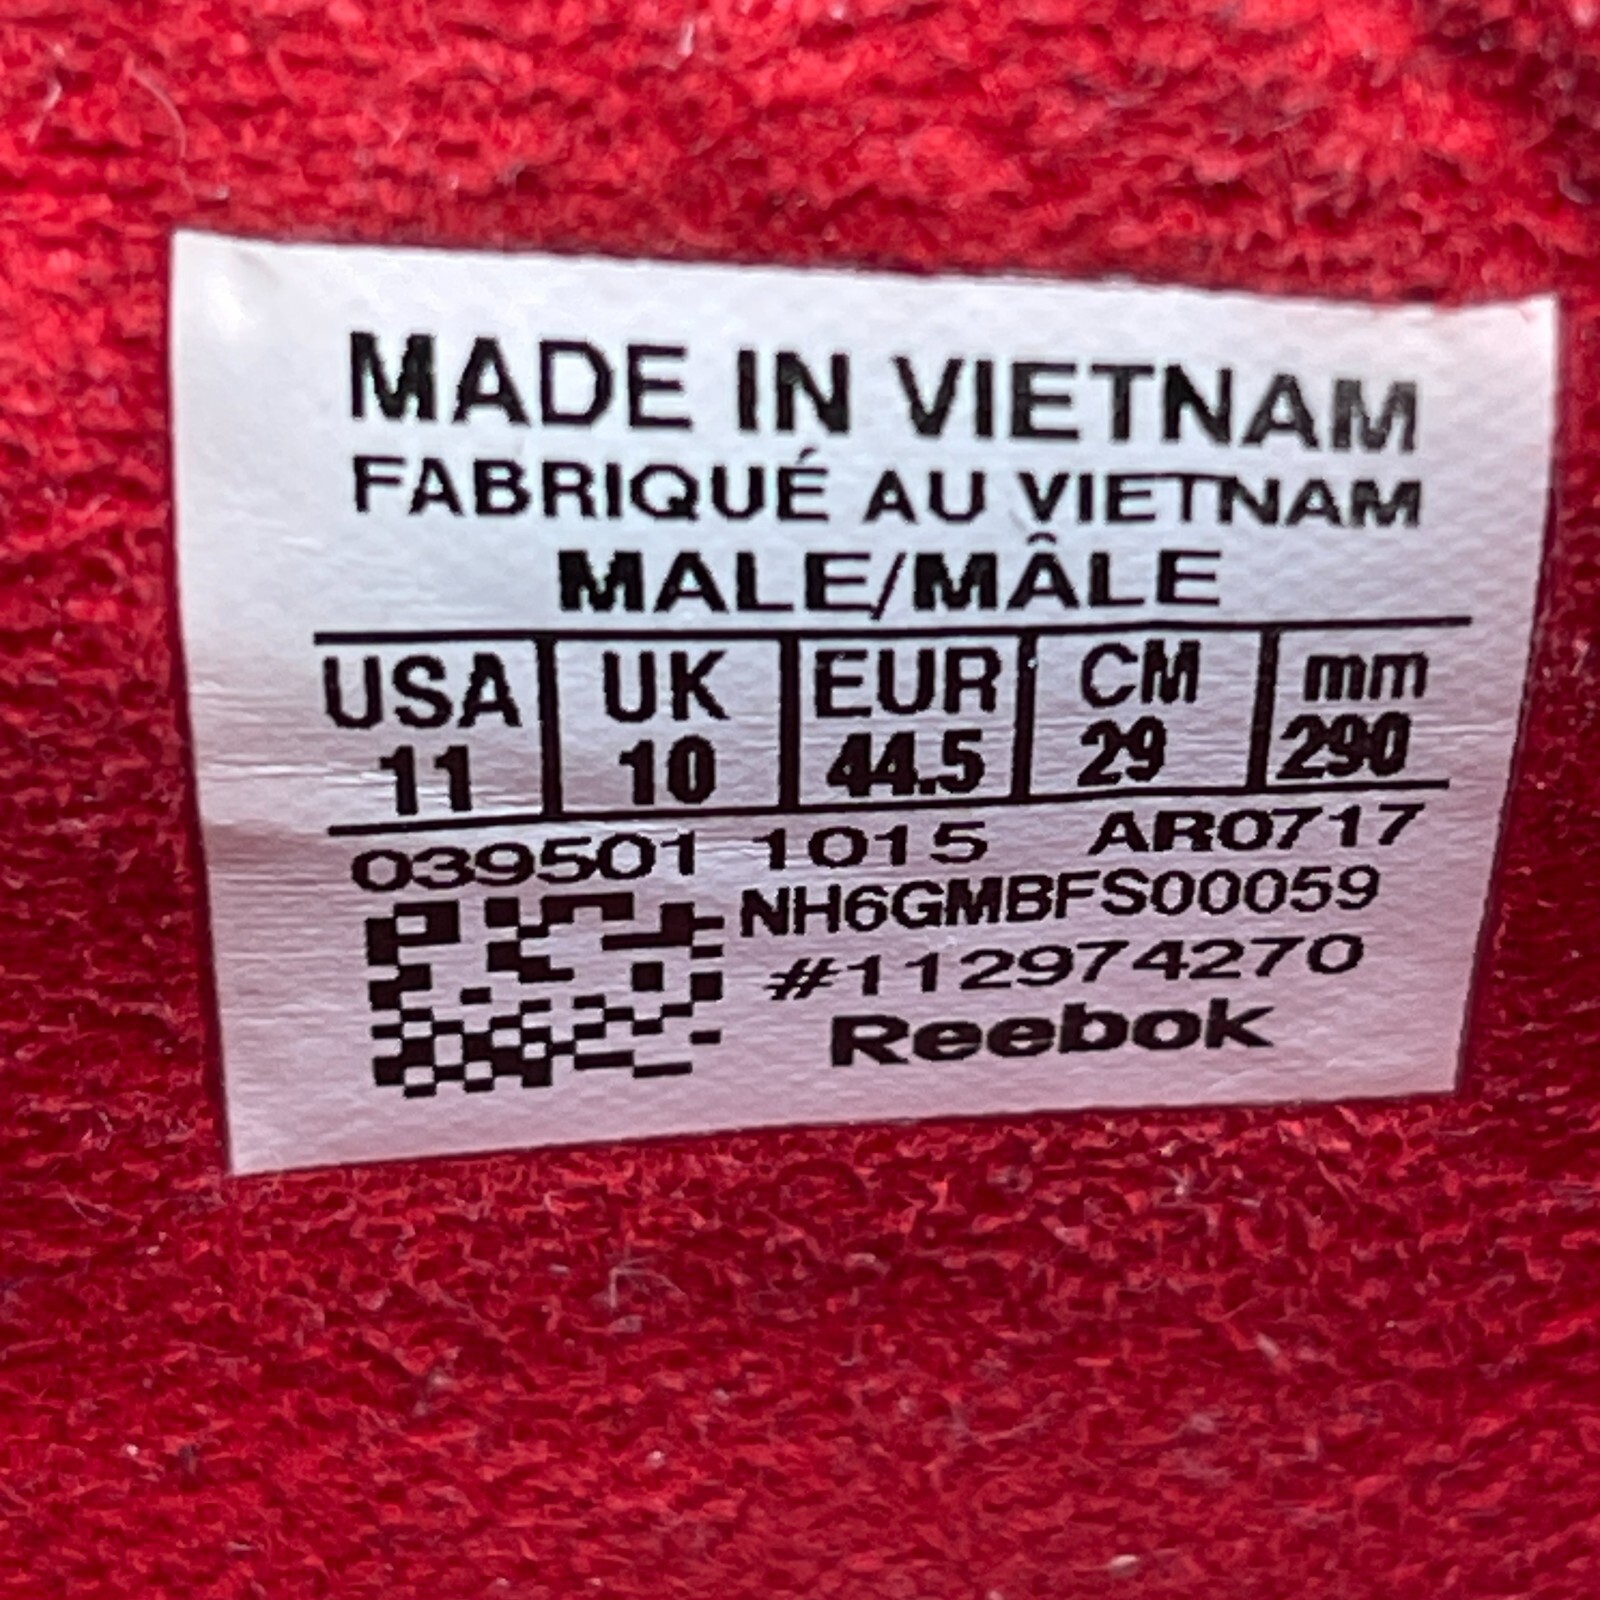 MADE IN VIETNAM
FABRIQUÉ AU VIETNAM
MALE/MÂLE
USA UK EUR CM mm
11 10 44.5 29 290
039501 1015 AR0717
NH6GMBFS00059
#112974270
Reebok